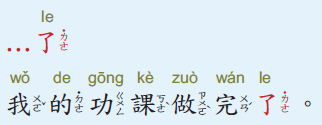 le
…了ㄌㄜ˙
wǒ de gōng kè zuò wán le
我ㄨㄛˇ的ㄉㄜ˙功ㄍㄨㄥ課ㄎㄜˋ做ㄗㄨㄛˋ完ㄨㄢˊ了ㄌㄜ˙。